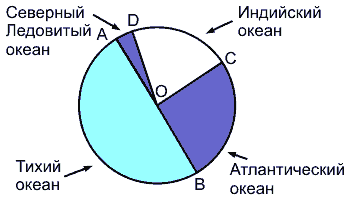 Северный
Ледовитый
океан
Индийский
океан
A
D
C
O
B
Тихий
океан
Атлантический
океан